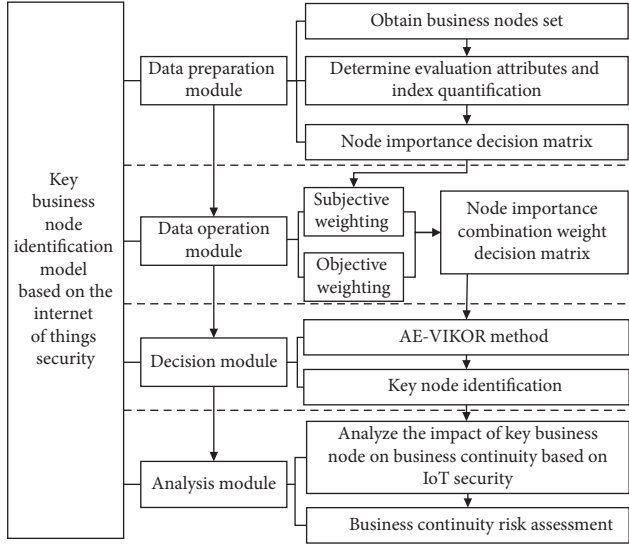 Key
business
node
identification
model
based on the
internet
of things
security
Data preparation
module
Obtain business nodes set
Determine evaluation attributes and
index quantification
Node importance decision matrix
Data operation
module
Subjective
weighting
Objective
weighting
Node importance
combination weight
decision matrix
Decision module
AE-VIKOR method
Key node identification
Analysis module
Analyze the impact of key business
node on business continuity based on
IoT security
Business continuity risk assessment